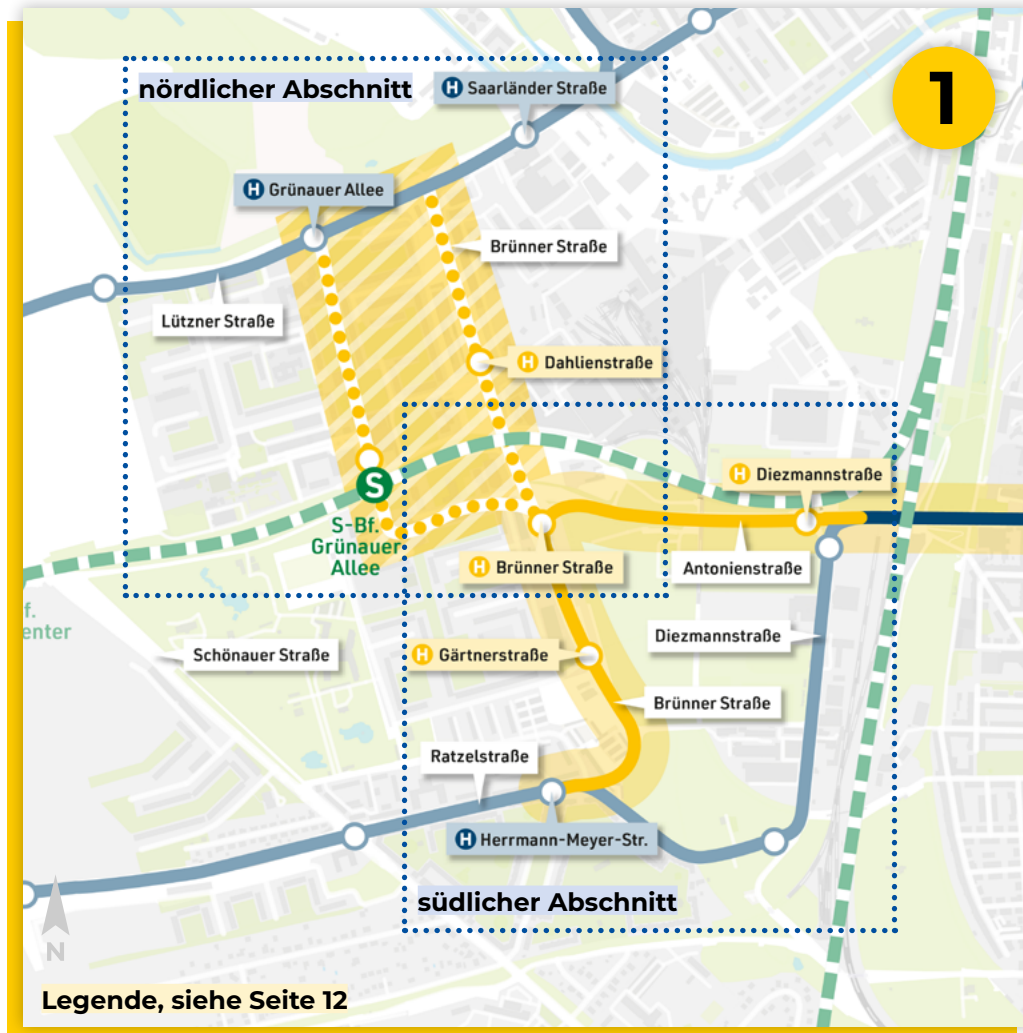 1
nördlicher Abschnitt
H Saarländer Straße
H Grünauer Allee
Brünner Straße
Lützner Straße
H Dahlienstraße
H Diezmannstraße
S
S-Bf.
Grünauer
Allee
H Brünner Straße
Antonienstraße
f.
enter
Diezmannstraße
Schönauer Straße
H Gärtnerstraße
Brünner Straße
Ratzelstraße
H Herrmann-Meyer-Str.
südlicher Abschnitt
N
Legende, siehe Seite 12